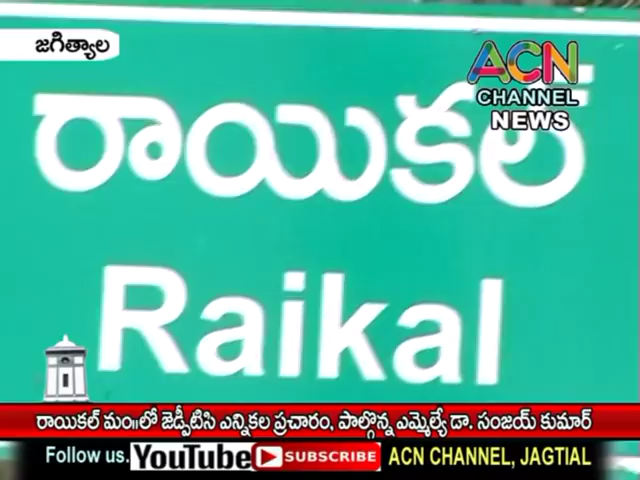 జగిత్యాల
ACN
CHANNEL
NEWS
రాయికల్
Raikal
రాయికల్ మం॥లో జెడ్పీటిసి ఎన్నికల ప్రచారం, పాల్గొన్న ఎమ్మెల్యే డా. సంజయ్ కుమార్
Follow us. YouTube SUBSCRIBE ACN CHANNEL, JAGTIAL